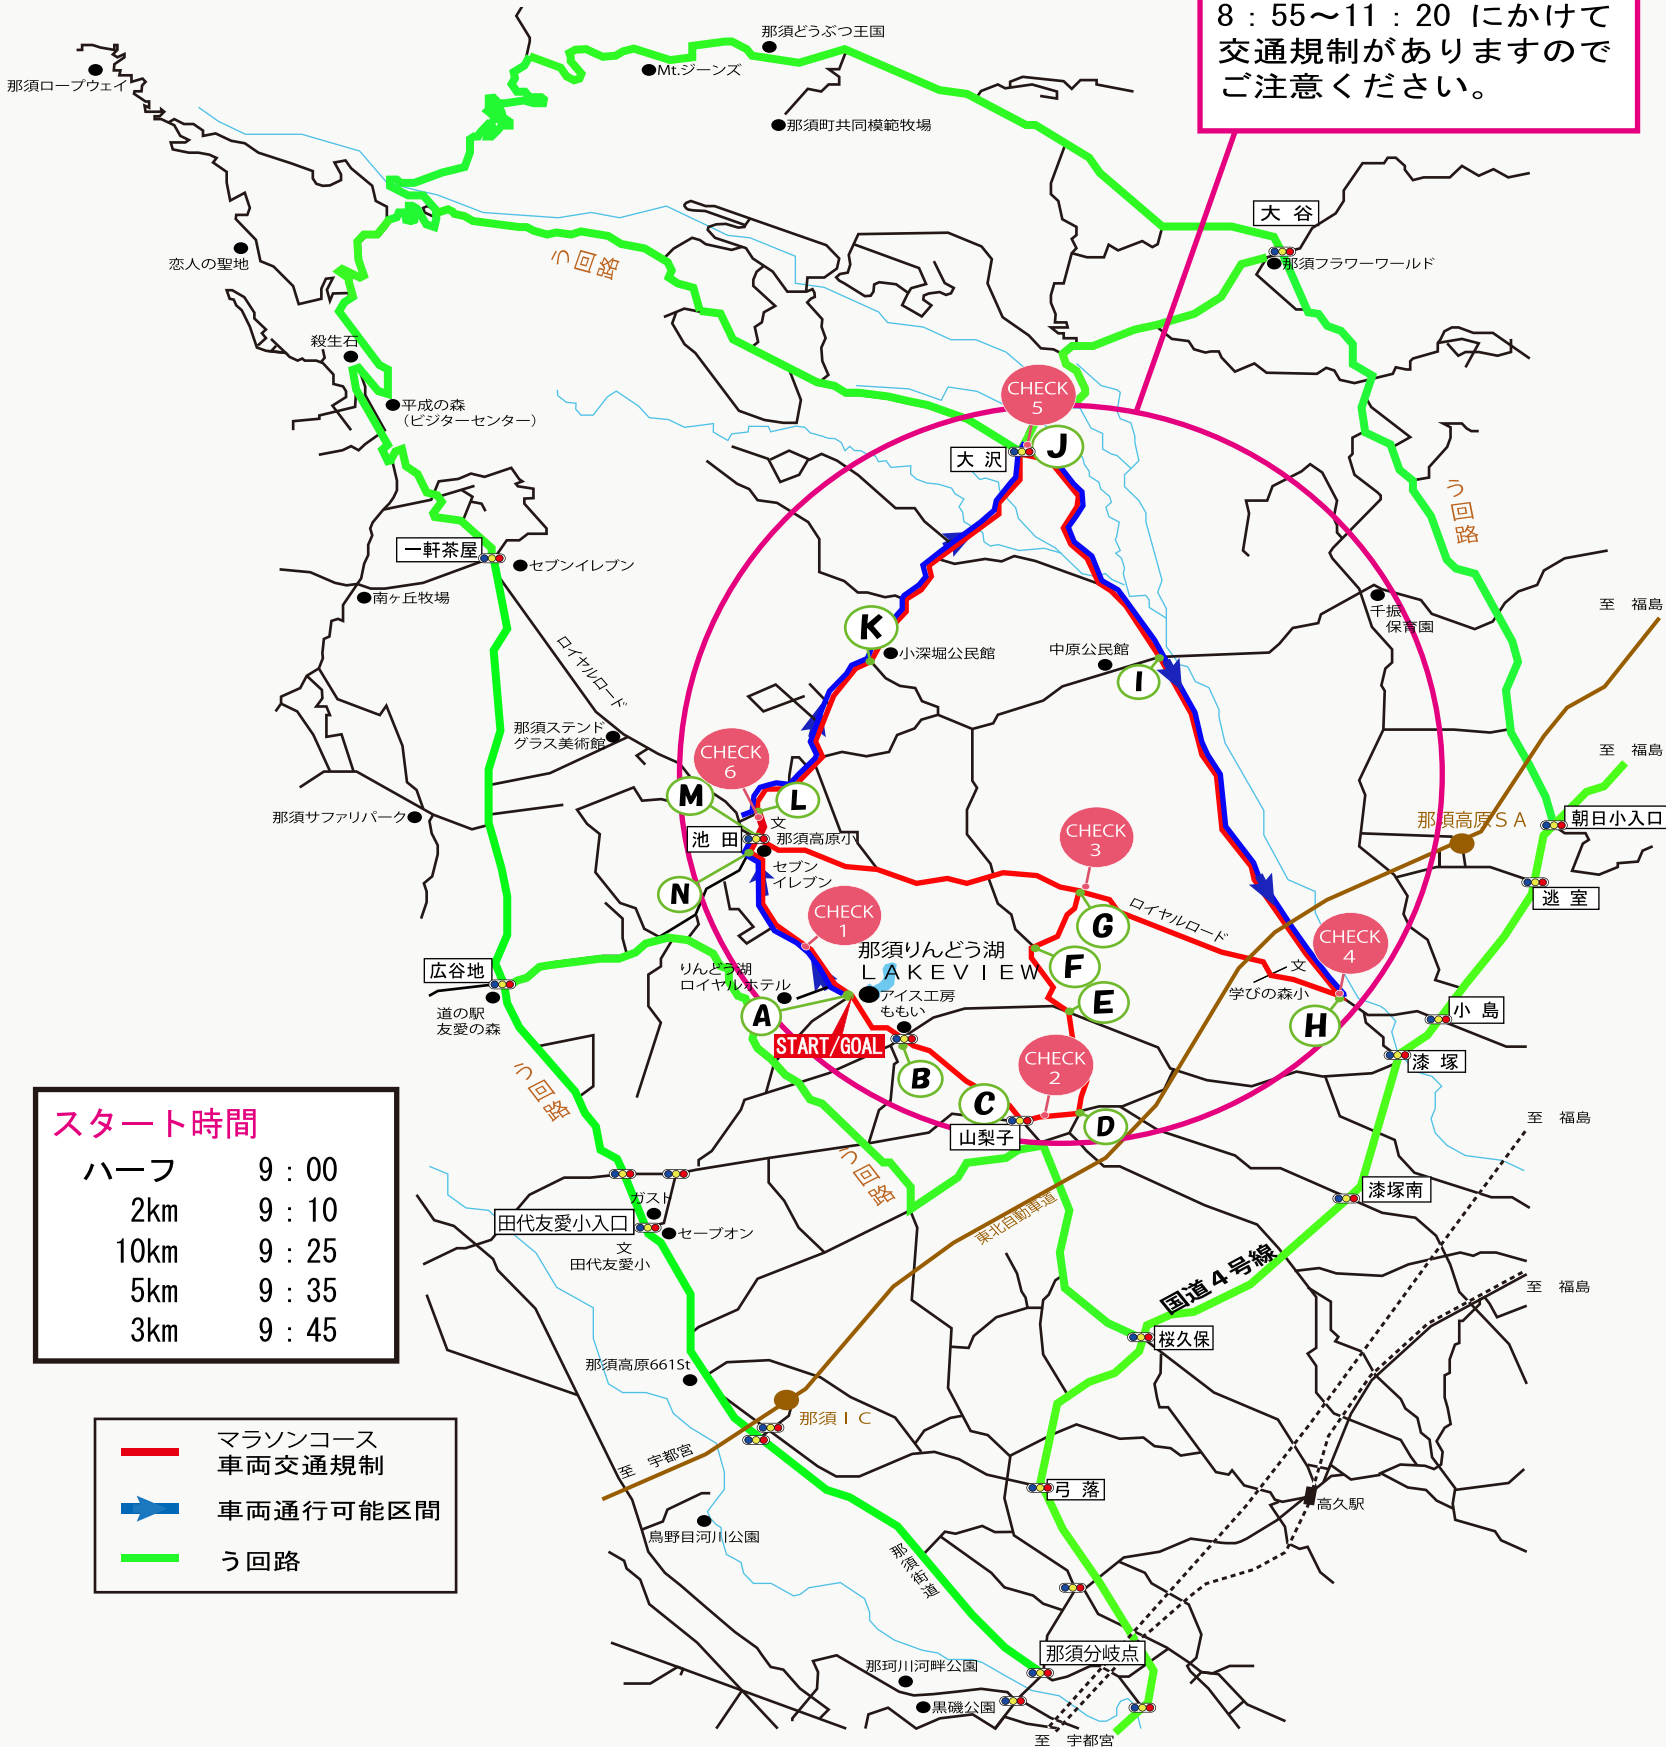 8：55～11：20 にかけて
交通規制がありますので
ご注意ください。
那須どうぶつ王国
Mt.ジーンズ
那須ロープウェイ
那須町共同模範牧場
大 谷
那須フラワーワールド
恋人の聖地
う回路
殺生石
平成の森
（ビジターセンター）
CHECK
5
J
大 沢
う回路
一軒茶屋
セブンイレブン
南ヶ丘牧場
千振
保育園
至　福島
K
小深堀公民館
中原公民館
I
ロイヤルロード
那須ステンド
グラス美術館
CHECK
6
M
L
至　福島
那須サファリパーク
文
那須高原小
池 田
セブン
イレブン
N
CHECK
3
那須高原ＳＡ
朝日小入口
逃 室
CHECK
1
G
ロイヤルロード
CHECK
4
那須りんどう湖
ＬＡＫＥＶＩＥＷ
F
文
学びの森小
広谷地
りんどう湖
ロイヤルホテル
アイス工房
ももい
E
H
小 島
道の駅
友愛の森
A
START/GOAL
B
CHECK
2
漆 塚
C
D
山梨子
う回路
至　福島
スタート時間
ハーフ　9：00
2km　9：10
10km　9：25
5km　9：35
3km　9：45
う回路
漆塚南
ガスト
田代友愛小入口
セーブオン
文
田代友愛小
東北自動車道
国道４号線
至　福島
桜久保
那須高原661St
那須ＩＣ
至　宇都宮
マラソンコース
車両交通規制
車両通行可能区間
う回路
弓 落
高久駅
鳥野目河川公園
那須街道
那須分岐点
那珂川河畔公園
黒磯公園
至　宇都宮